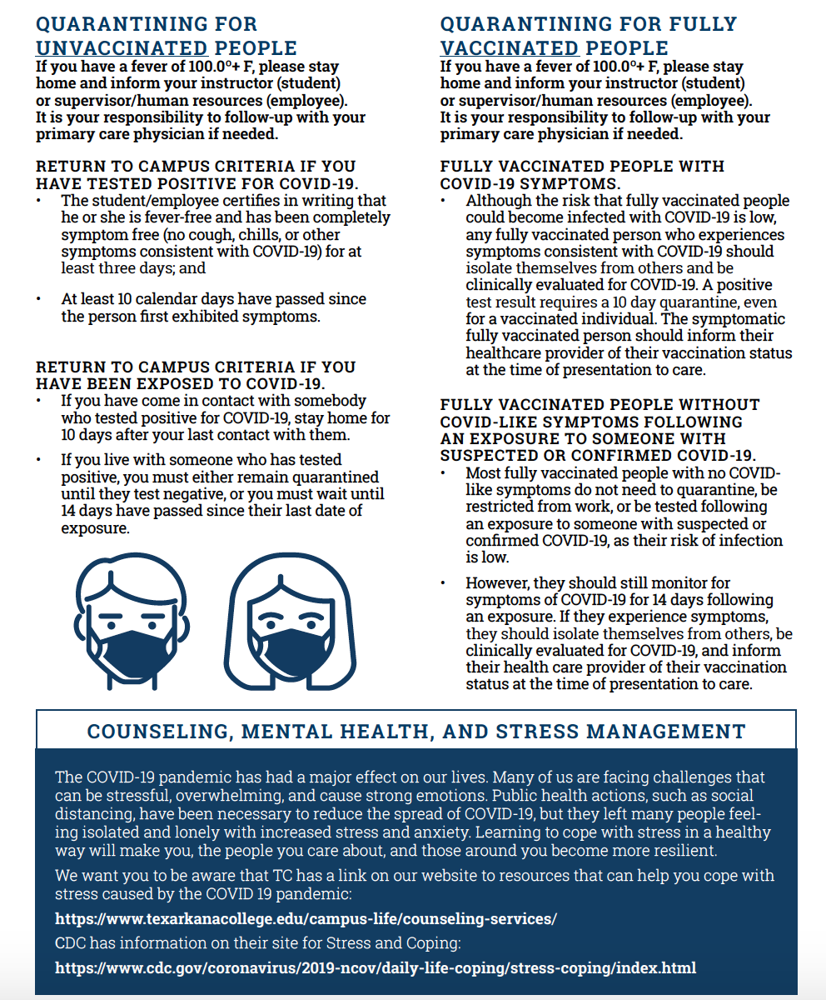 QUARANTINING FOR
UNVACCINATED PEOPLE
If you have a fever of 100.0º+ F, please stay
home and inform your instructor (student)
or supervisor/human resources (employee).
It is your responsibility to follow-up with your
primary care physician if needed.
RETURN TO CAMPUS CRITERIA IF YOU
HAVE TESTED POSITIVE FOR COVID-19.
• The student/employee certifies in writing that
he or she is fever-free and has been completely
symptom free (no cough, chills, or other
symptoms consistent with COVID-19) for at
least three days; and
• At least 10 calendar days have passed since
the person first exhibited symptoms.
RETURN TO CAMPUS CRITERIA IF YOU
HAVE BEEN EXPOSED TO COVID-19.
• If you have come in contact with somebody
who tested positive for COVID-19, stay home for
10 days after your last contact with them.
• If you live with someone who has tested
positive, you must either remain quarantined
until they test negative, or you must wait until
14 days have passed since their last date of
exposure.
QUARANTINING FOR FULLY
VACCINATED PEOPLE
If you have a fever of 100.0º+ F, please stay
home and inform your instructor (student)
or supervisor/human resources (employee).
It is your responsibility to follow-up with your
primary care physician if needed.
FULLY VACCINATED PEOPLE WITH
COVID-19 SYMPTOMS.
• Although the risk that fully vaccinated people
could become infected with COVID-19 is low,
any fully vaccinated person who experiences
symptoms consistent with COVID-19 should
isolate themselves from others and be
clinically evaluated for COVID-19. A positive
test result requires a 10 day quarantine, even
for a vaccinated individual. The symptomatic
fully vaccinated person should inform their
healthcare provider of their vaccination status
at the time of presentation to care.
FULLY VACCINATED PEOPLE WITHOUT
COVID-LIKE SYMPTOMS FOLLOWING
AN EXPOSURE TO SOMEONE WITH
SUSPECTED OR CONFIRMED COVID-19.
• Most fully vaccinated people with no COVID-
like symptoms do not need to quarantine, be
restricted from work, or be tested following
an exposure to someone with suspected or
confirmed COVID-19, as their risk of infection
is low.
• However, they should still monitor for
symptoms of COVID-19 for 14 days following
an exposure. If they experience symptoms,
they should isolate themselves from others, be
clinically evaluated for COVID-19, and inform
their health care provider of their vaccination
status at the time of presentation to care.
COUNSELING, MENTAL HEALTH, AND STRESS MANAGEMENT
The COVID-19 pandemic has had a major effect on our lives. Many of us are facing challenges that
can be stressful, overwhelming, and cause strong emotions. Public health actions, such as social
distancing, have been necessary to reduce the spread of COVID-19, but they left many people feel-
ing isolated and lonely with increased stress and anxiety. Learning to cope with stress in a healthy
way will make you, the people you care about, and those around you become more resilient.
We want you to be aware that TC has a link on our website to resources that can help you cope with
stress caused by the COVID 19 pandemic:
https://www.texarkanacollege.edu/campus-life/counseling-services/
CDC has information on their site for Stress and Coping:
https://www.cdc.gov/coronavirus/2019-ncov/daily-life-coping/stress-coping/index.html